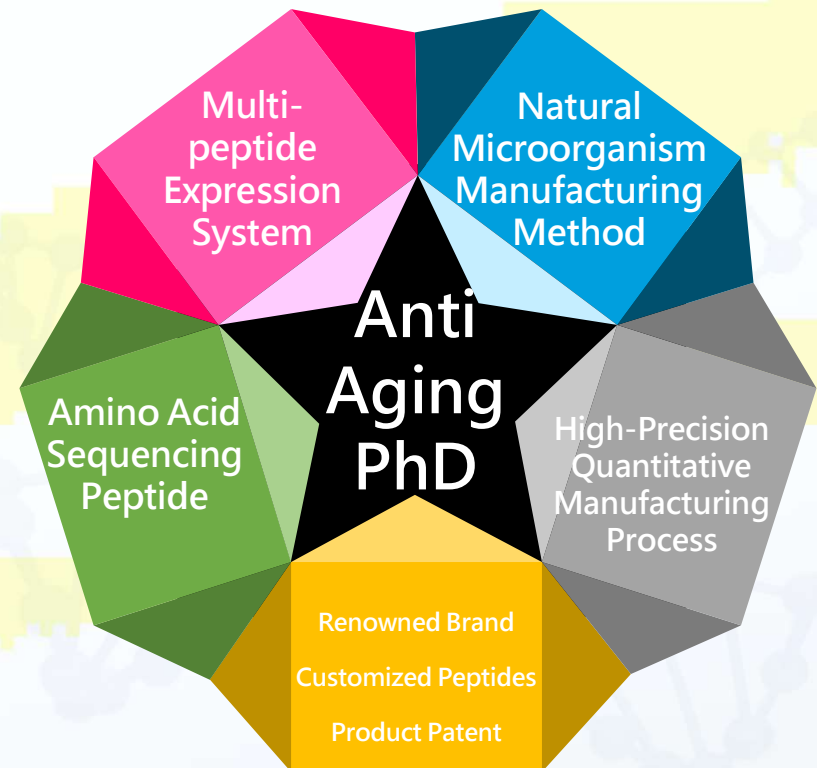 Multi-
peptide
Expression
System
Natural
Microorganism
Manufacturing
Method
Anti
Aging
PhD
Amino Acid
Sequencing
Peptide
High-Precision
Quantitative
Manufacturing
Process
Renowned Brand
Customized Peptides
Product Patent